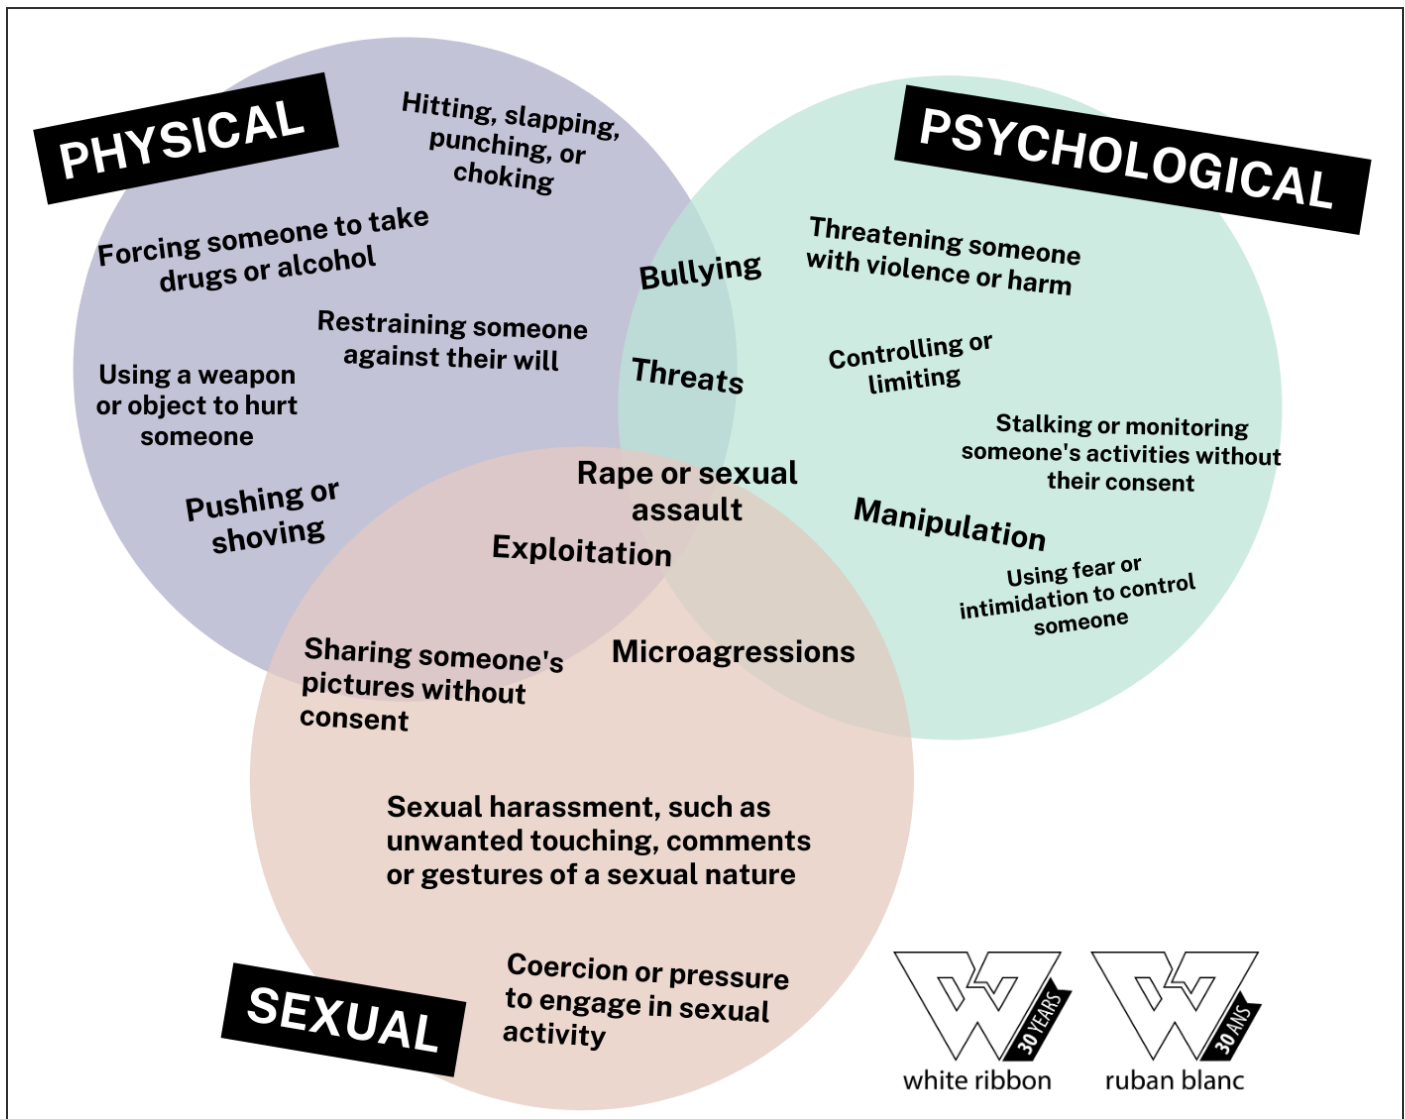 PHYSICAL
Hitting, slapping,
punching, or
choking
Forcing someone to take
drugs or alcohol
Restraining someone
against their will
Using a weapon
or object to hurt
someone
Pushing or
shoving
Bullying
Threats
PSYCHOLOGICAL
Threatening someone
with violence or harm
Controlling or
limiting
Stalking or monitoring
someone's activities without
their consent
Manipulation
Using fear or
intimidation to control
someone
Rape or sexual
assault
Exploitation
Sharing someone's
pictures without
consent
Microagressions
Sexual harassment, such as
unwanted touching, comments
or gestures of a sexual nature
SEXUAL
Coercion or pressure
to engage in sexual
activity
30 YEARS
white ribbon
30 ANS
ruban blanc